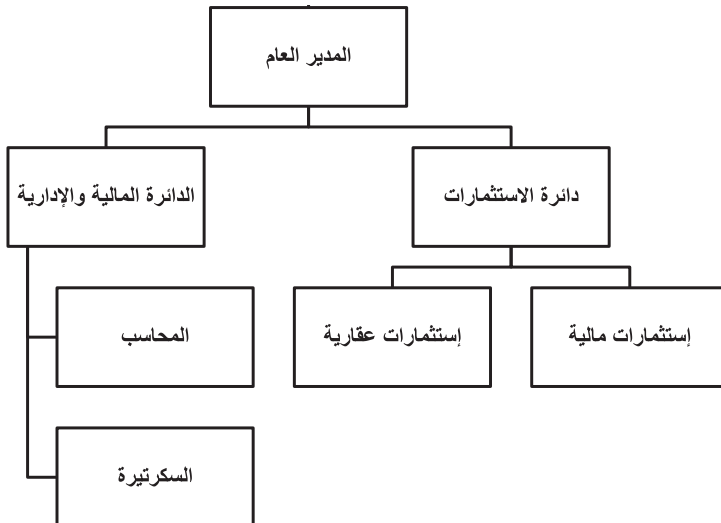 المدير العام
دائرة الاستثمارات
الدائرة المالية والإدارية
إستثمارات مالية
إستثمارات عقارية
المحاسب
السكرتيرة